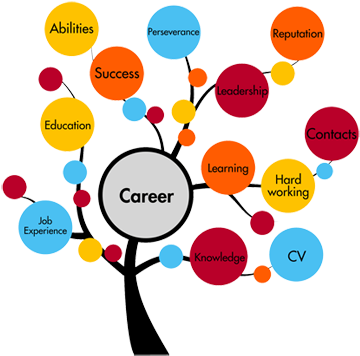 Abilities
Perseverance
Reputation
Success
Leadership
Education
Contacts
Learning
Career
Hard
working
Job
Experience
Knowledge
CV